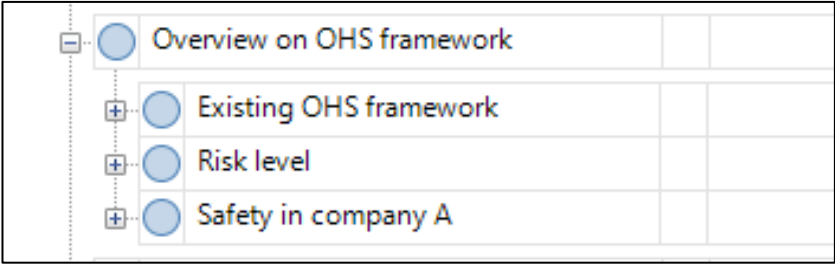 Overview on OHS framework
Existing OHS framework
Risk level
Safety in company A